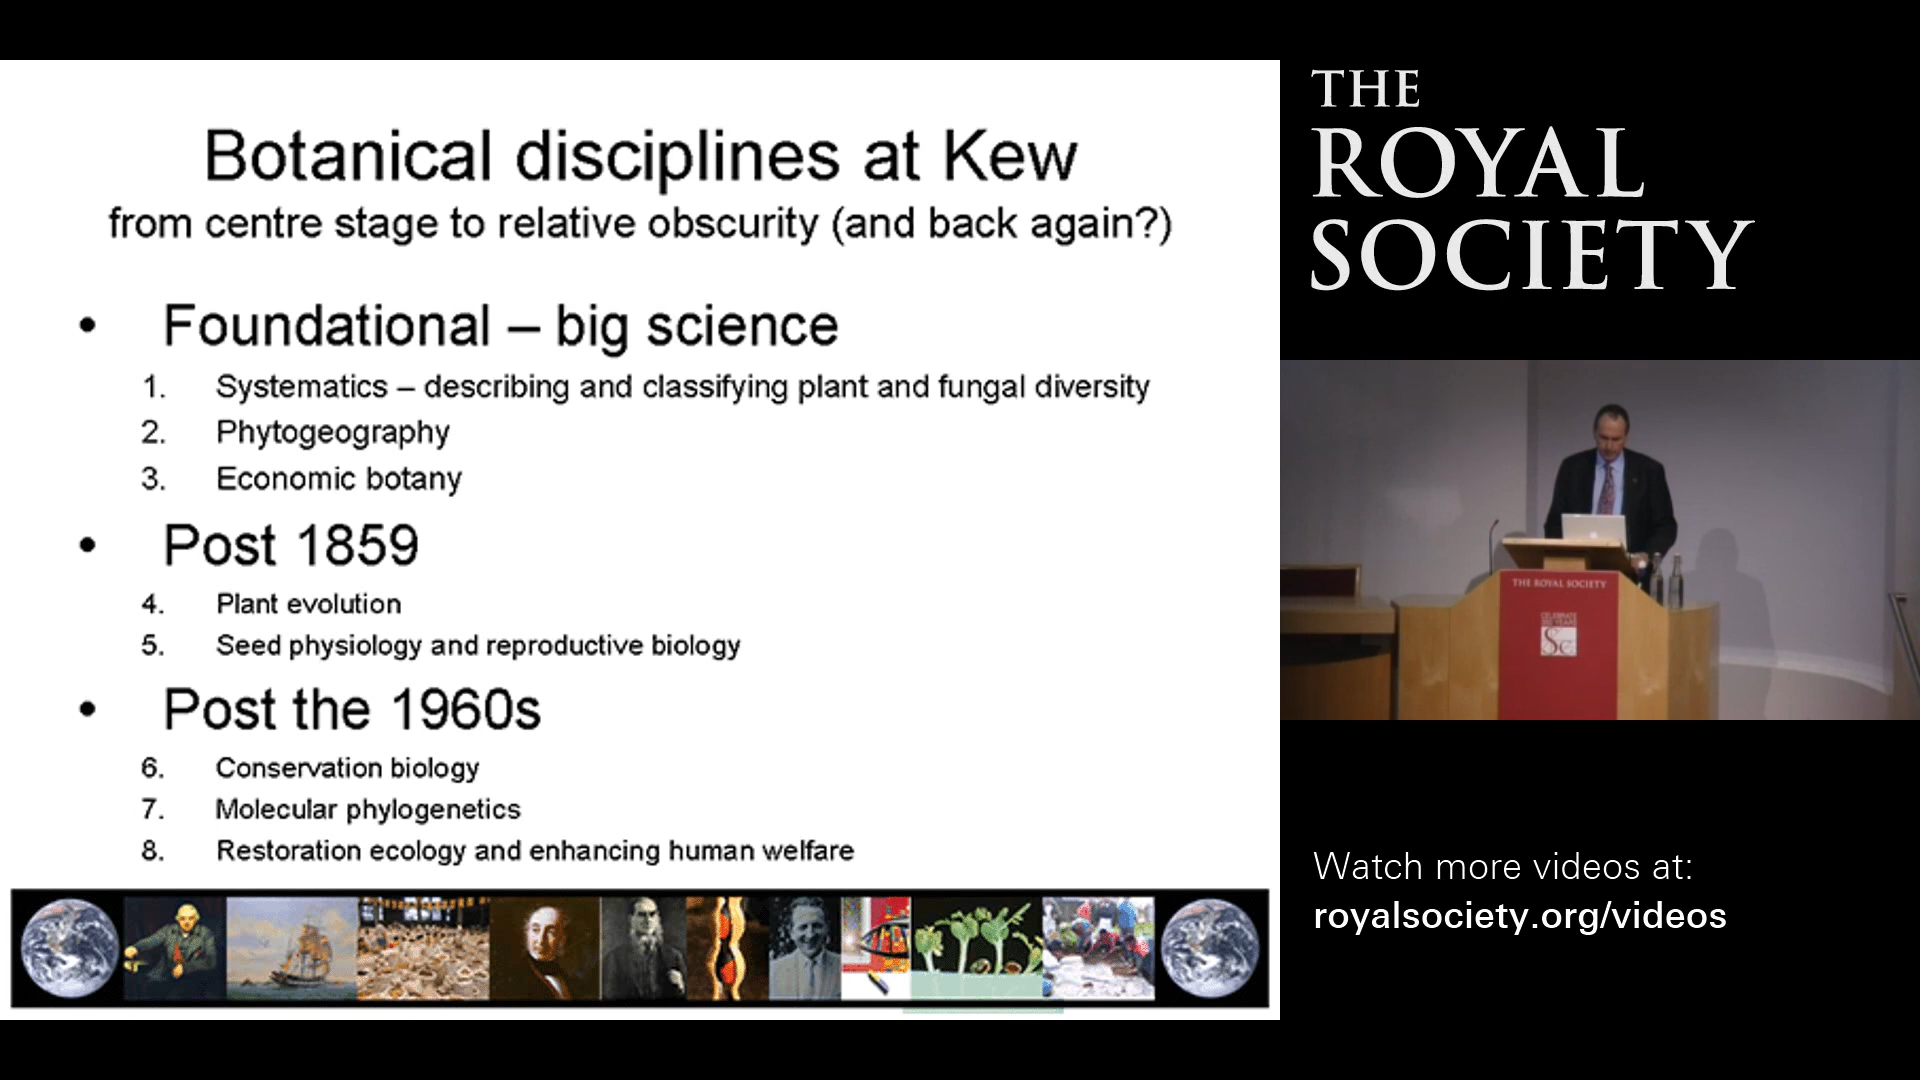 Botanical disciplines at Kew
from centre stage to relative obscurity (and back again?)
• Foundational – big science
1. Systematics – describing and classifying plant and fungal diversity
2. Phytogeography
3. Economic botany
• Post 1859
4. Plant evolution
5. Seed physiology and reproductive biology
• Post the 1960s
6. Conservation biology
7. Molecular phylogenetics
8. Restoration ecology and enhancing human welfare
THE
ROYAL
SOCIETY
THE ROYAL SOCIETY
Watch more videos at:
royalsociety.org/videos